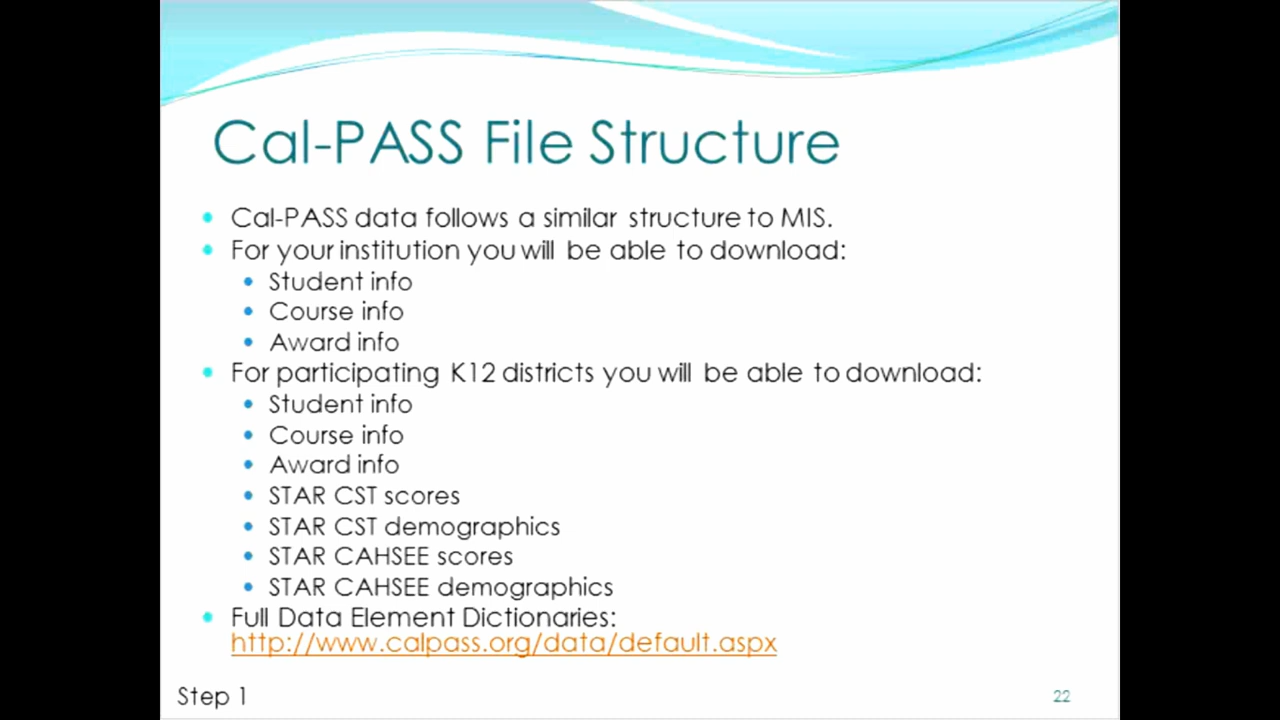 Cal-PASS File Structure
• Cal-PASS data follows a similar structure to MIS.
• For your institution you will be able to download:
• Student info
• Course info
• Award info
• For participating K12 districts you will be able to download:
• Student info
• Course info
• Award info
• STAR CST scores
• STAR CST demographics
• STAR CAHSEE scores
• STAR CAHSEE demographics
• Full Data Element Dictionaries:
http://www.calpass.org/data/default.aspx
Step 1
22